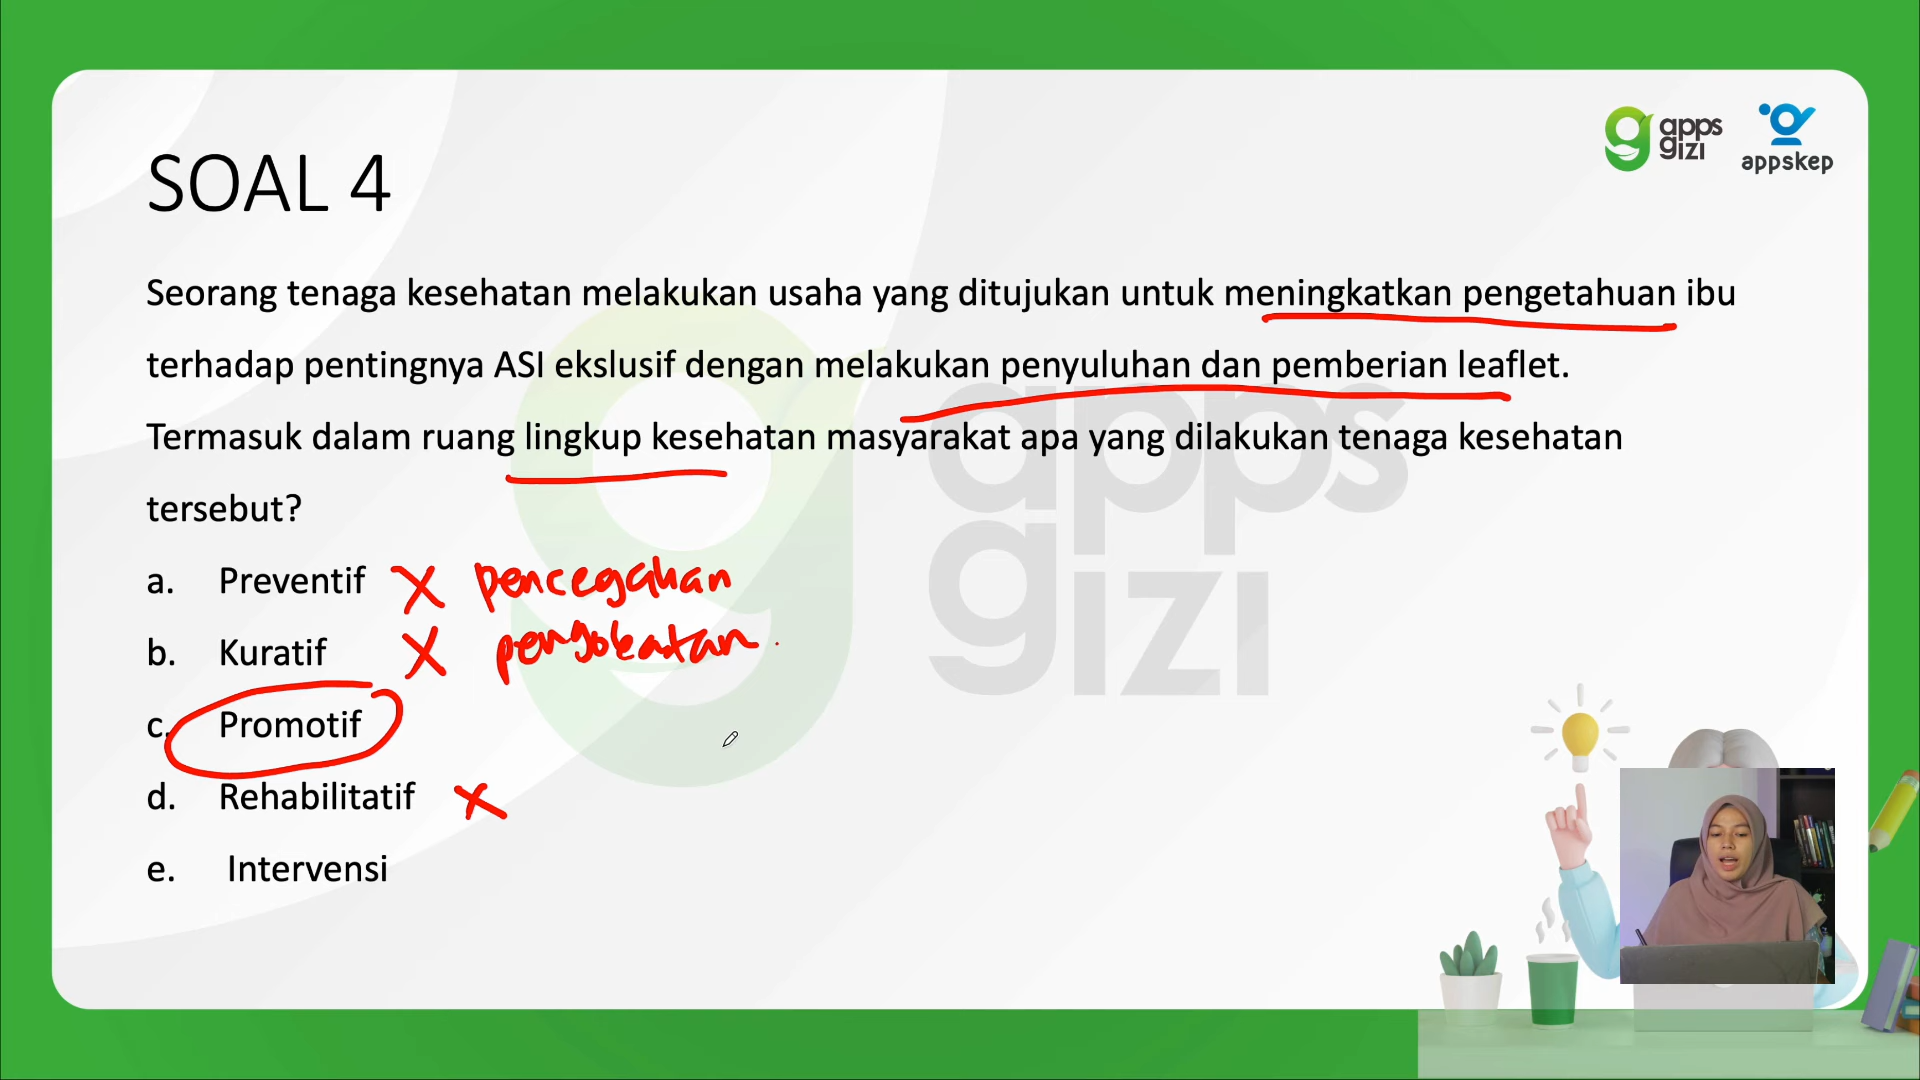 apps
gizi
appskep
SOAL 4
Seorang tenaga kesehatan melakukan usaha yang ditujukan untuk meningkatkan pengetahuan ibu
terhadap pentingnya ASI ekslusif dengan melakukan penyuluhan dan pemberian leaflet.
Termasuk dalam ruang lingkup kesehatan masyarakat apa yang dilakukan tenaga kesehatan
tersebut?
a. Preventif X pencegahan
b. Kuratif X pengobatan
c. Promotif
d. Rehabilitatif X
e. Intervensi
apps
gizi